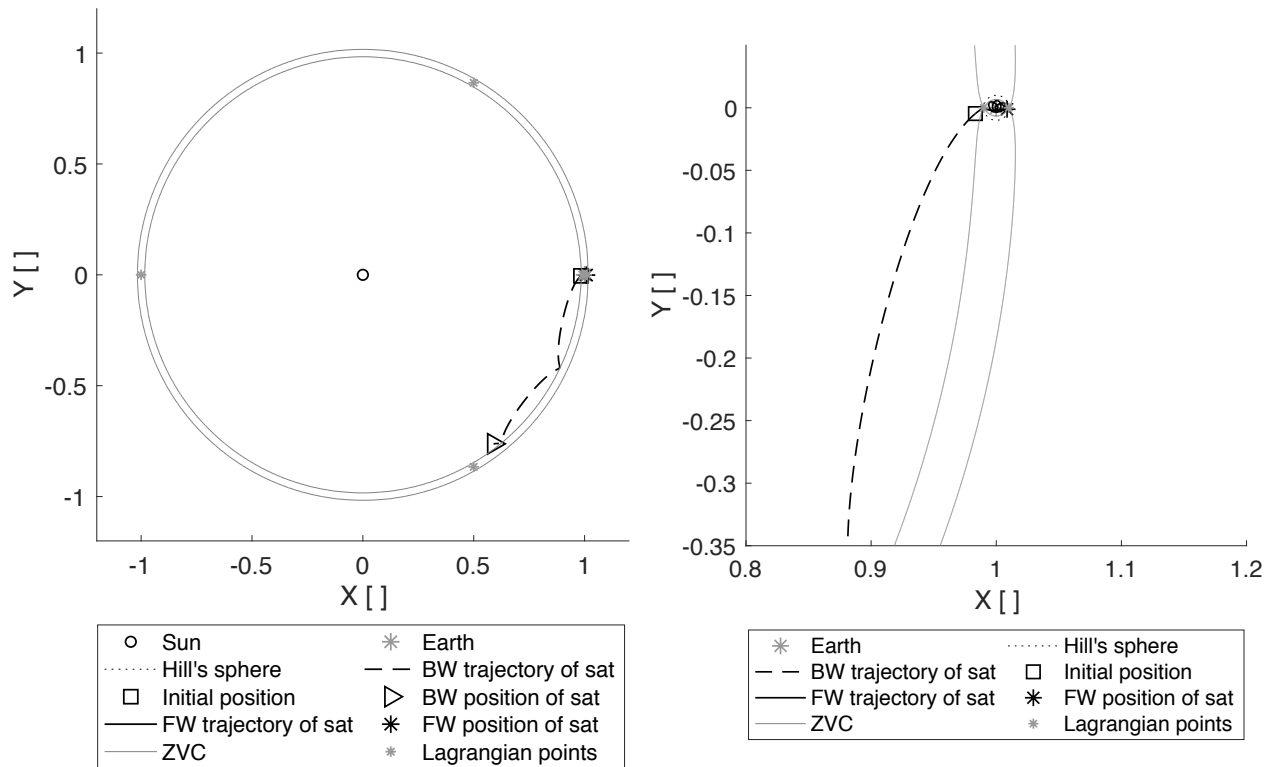 1
0.5
0
-0.5
-1
Y [ ]
-1
-0.5
0
0.5
1
X [ ]
Sun
Earth
Hill's sphere
BW trajectory of sat
Initial position
BW position of sat
FW trajectory of sat
FW position of sat
ZVC
Lagrangian points
0
-0.05
-0.1
-0.15
-0.2
-0.25
-0.3
-0.35
Y [ ]
0.8
0.9
1
1.1
1.2
X [ ]
Earth
Hill's sphere
BW trajectory of sat
Initial position
FW trajectory of sat
FW position of sat
ZVC
Lagrangian points